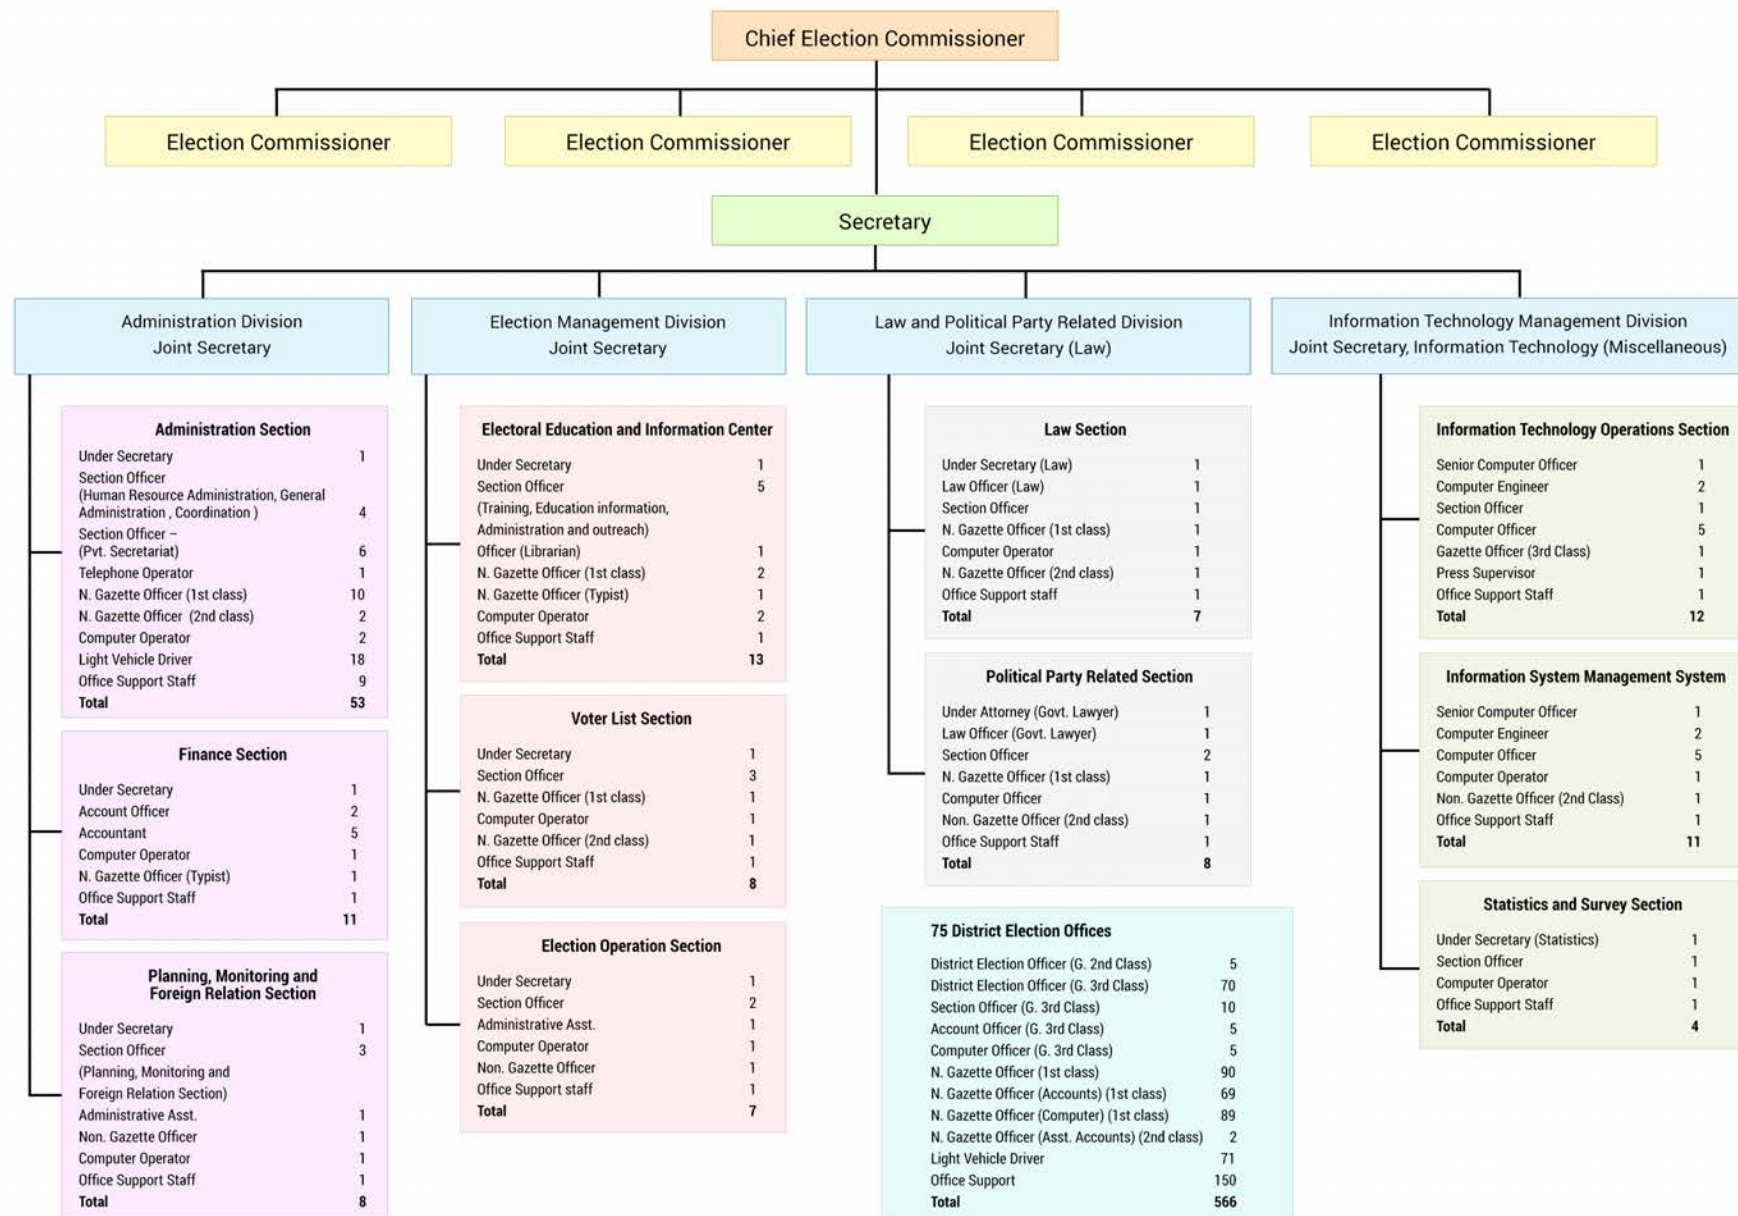 Chief Election Commissioner
Election Commissioner
Election Commissioner
Election Commissioner
Election Commissioner
Secretary
Administration Division
Joint Secretary
Administration Section
Under Secretary 1
Section Officer
(Human Resource Administration, General
Administration , Coordination ) 4
Section Officer –
(Pvt. Secretariat) 6
Telephone Operator 1
N. Gazette Officer (1st class) 10
N. Gazette Officer (2nd class) 2
Computer Operator 2
Light Vehicle Driver 18
Office Support Staff 9
Total 53
Finance Section
Under Secretary 1
Account Officer 2
Accountant 5
Computer Operator 1
N. Gazette Officer (Typist) 1
Office Support Staff 1
Total 11
Planning, Monitoring and
Foreign Relation Section
Under Secretary 1
Section Officer 3
(Planning, Monitoring and
Foreign Relation Section)
Administrative Asst. 1
Non. Gazette Officer 1
Computer Operator 1
Office Support Staff 1
Total 8
Election Management Division
Joint Secretary
Electoral Education and Information Center
Under Secretary 1
Section Officer 5
(Training, Education information,
Administration and outreach)
Officer (Librarian) 1
N. Gazette Officer (1st class) 2
N. Gazette Officer (Typist) 1
Computer Operator 2
Office Support Staff 1
Total 13
Voter List Section
Under Secretary 1
Section Officer 3
N. Gazette Officer (1st class) 1
Computer Operator 1
N. Gazette Officer (2nd class) 1
Office Support Staff 1
Total 8
Election Operation Section
Under Secretary 1
Section Officer 2
Administrative Asst. 1
Computer Operator 1
Non. Gazette Officer 1
Office Support staff 1
Total 7
Law and Political Party Related Division
Joint Secretary (Law)
Law Section
Under Secretary (Law) 1
Law Officer (Law) 1
Section Officer 1
N. Gazette Officer (1st class) 1
Computer Operator 1
N. Gazette Officer (2nd class) 1
Office Support staff 1
Total 7
Political Party Related Section
Under Attorney (Govt. Lawyer) 1
Law Officer (Govt. Lawyer) 1
Section Officer 2
N. Gazette Officer (1st class) 1
Computer Officer 1
Non. Gazette Officer (2nd class) 1
Office Support Staff 1
Total 8
75 District Election Offices
District Election Officer (G. 2nd Class) 5
District Election Officer (G. 3rd Class) 70
Section Officer (G. 3rd Class) 10
Account Officer (G. 3rd Class) 5
Computer Officer (G. 3rd Class) 5
N. Gazette Officer (1st class) 90
N. Gazette Officer (Accounts) (1st class) 69
N. Gazette Officer (Computer) (1st class) 89
N. Gazette Officer (Asst. Accounts) (2nd class) 2
Light Vehicle Driver 71
Office Support 150
Total 566
Information Technology Management Division
Joint Secretary, Information Technology (Miscellaneous)
Information Technology Operations Section
Senior Computer Officer 1
Computer Engineer 2
Section Officer 1
Computer Officer 5
Gazette Officer (3rd Class) 1
Press Supervisor 1
Office Support Staff 1
Total 12
Information System Management System
Senior Computer Officer 1
Computer Engineer 2
Computer Officer 5
Computer Operator 1
Non. Gazette Officer (2nd Class) 1
Office Support Staff 1
Total 11
Statistics and Survey Section
Under Secretary (Statistics) 1
Section Officer 1
Computer Operator 1
Office Support Staff 1
Total 4